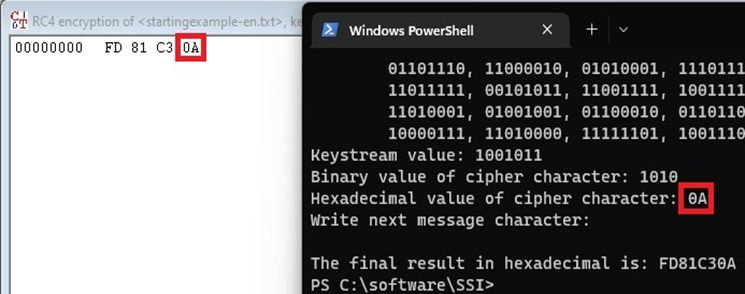 RC4 encryption of <startingexample-en.txt>, ke
00000000 FD 81 C3 0A
Windows PowerShell
01101110, 11000010, 01010001, 1110111
11011111, 00101011, 11001111, 1001111
11010001, 01001001, 01100010, 0110110
10000111, 11010000, 11111101, 1001110
Keystream value: 1001011
Binary value of cipher character: 1010
Hexadecimal value of cipher character: 0A
Write next message character:
The final result in hexadecimal is: FD81C30A
PS C:\software\SSI>